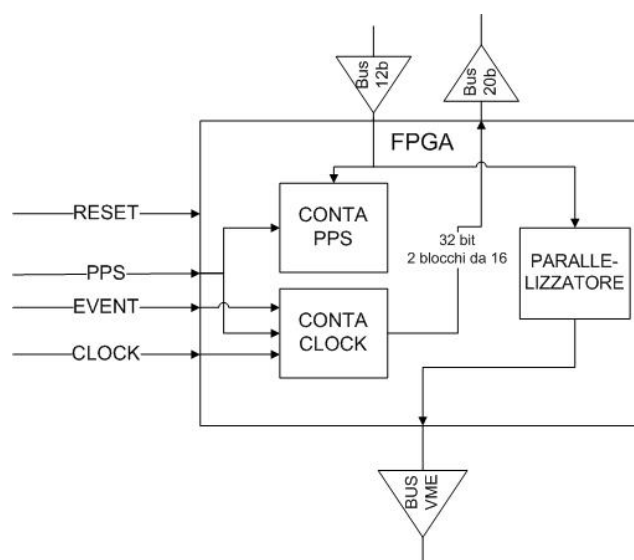 Bus
12b
Bus
20b
FPGA
RESET
CONTA
PPS
32 bit
2 blocchi da 16
PARALLE-
LIZZATORE
PPS
EVENT
CONTA
CLOCK
CLOCK
BUS
VME